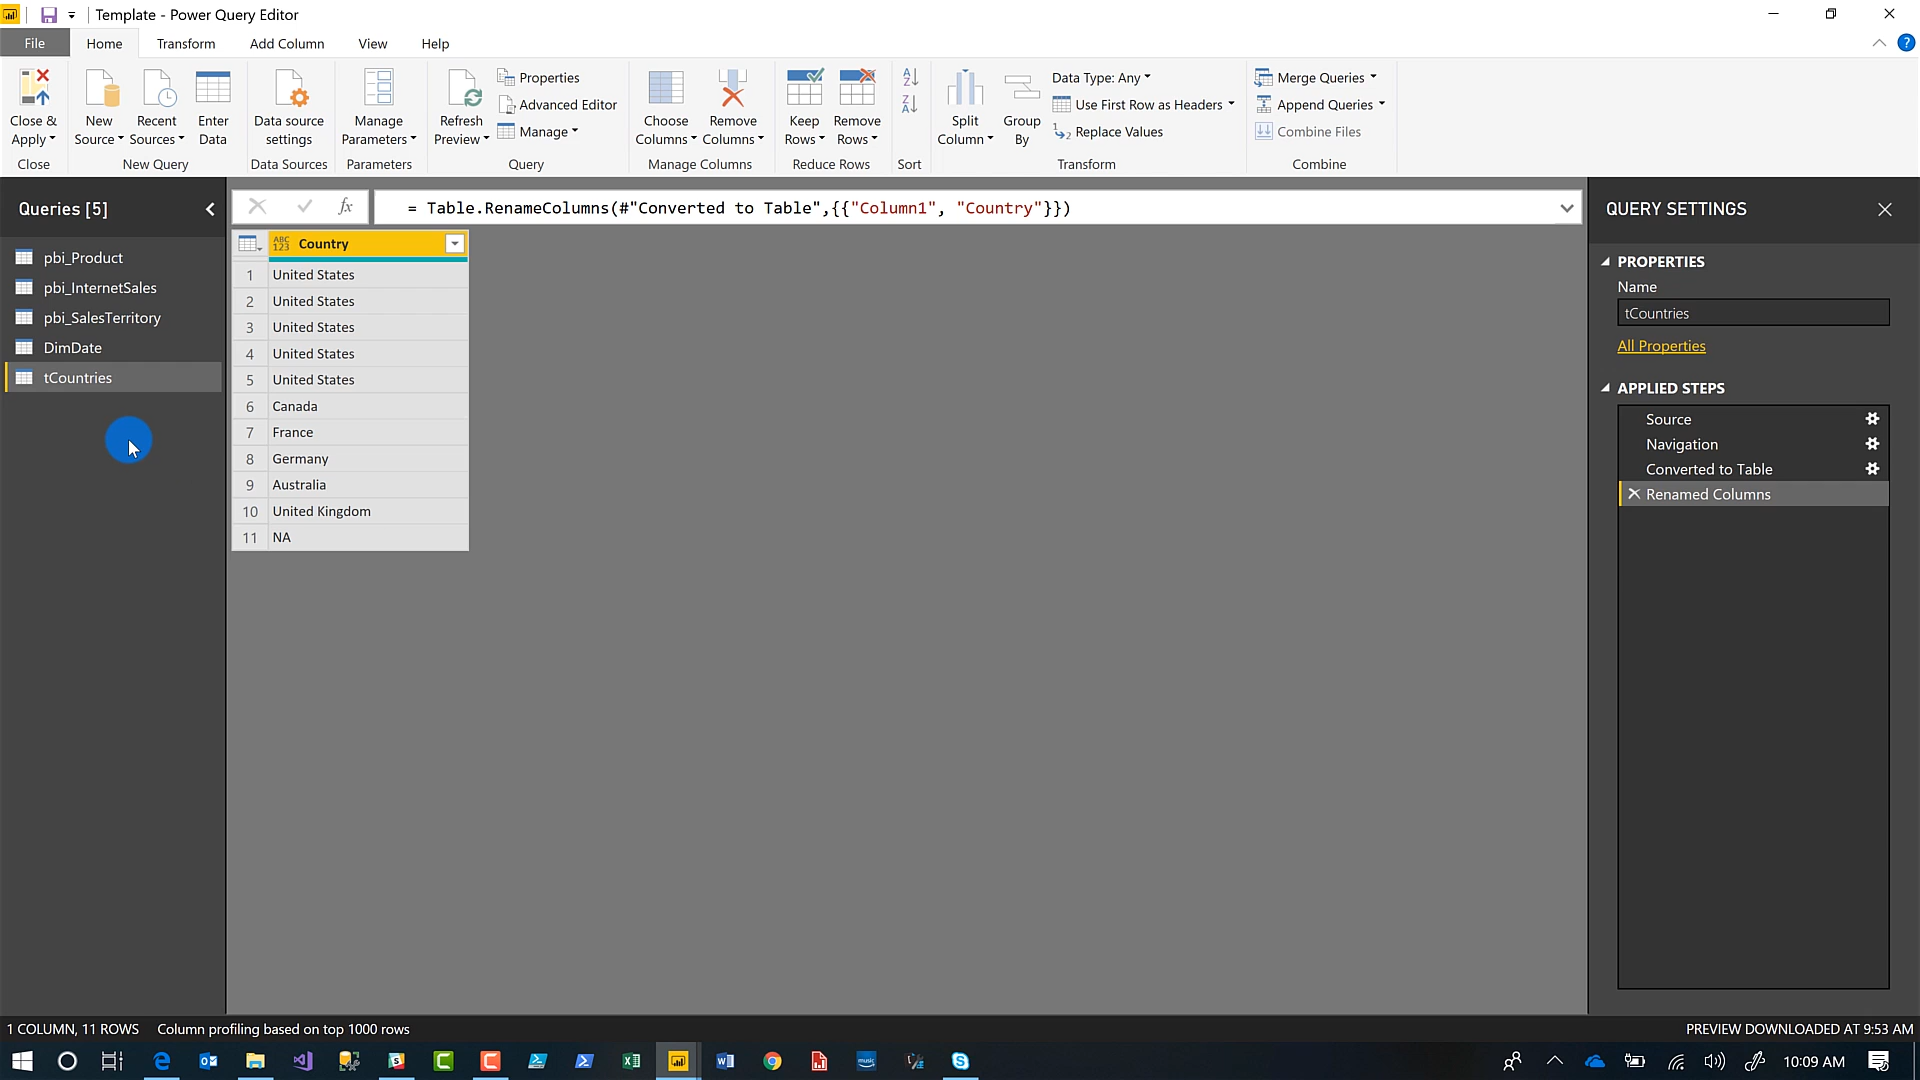 Template - Power Query Editor
File Home Transform Add Column View Help
Close & Apply
Close
New Source
Recent Sources
Enter Data
New Query
Data source settings
Data Sources
Manage Parameters
Parameters
Refresh Preview
Properties
Advanced Editor
Manage
Query
Choose Columns
Remove Columns
Manage Columns
Keep Rows
Remove Rows
Reduce Rows
Sort
Split Column
Group By
Data Type: Any
Use First Row as Headers
Replace Values
Transform
Merge Queries
Append Queries
Combine Files
Combine
Queries [5]
pbi_Product
pbi_InternetSales
pbi_SalesTerritory
DimDate
tCountries
fx
= Table.RenameColumns(#"Converted to Table",{{"Column1", "Country"}})
ABC 123 Country
1 United States
2 United States
3 United States
4 United States
5 United States
6 Canada
7 France
8 Germany
9 Australia
10 United Kingdom
11 NA
QUERY SETTINGS
PROPERTIES
Name
tCountries
All Properties
APPLIED STEPS
Source
Navigation
Converted to Table
Renamed Columns
1 COLUMN, 11 ROWS Column profiling based on top 1000 rows
PREVIEW DOWNLOADED AT 9:53 AM
10:09 AM